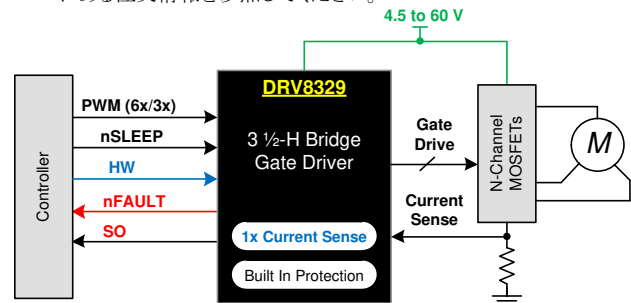 4.5 to 60 V
DRV8329
3 ½-H Bridge
Gate Driver
1x Current Sense
Built In Protection
Controller
PWM (6x/3x)
nSLEEP
HW
nFAULT
SO
Gate
Drive
Current
Sense
N-Channel
MOSFETs
M